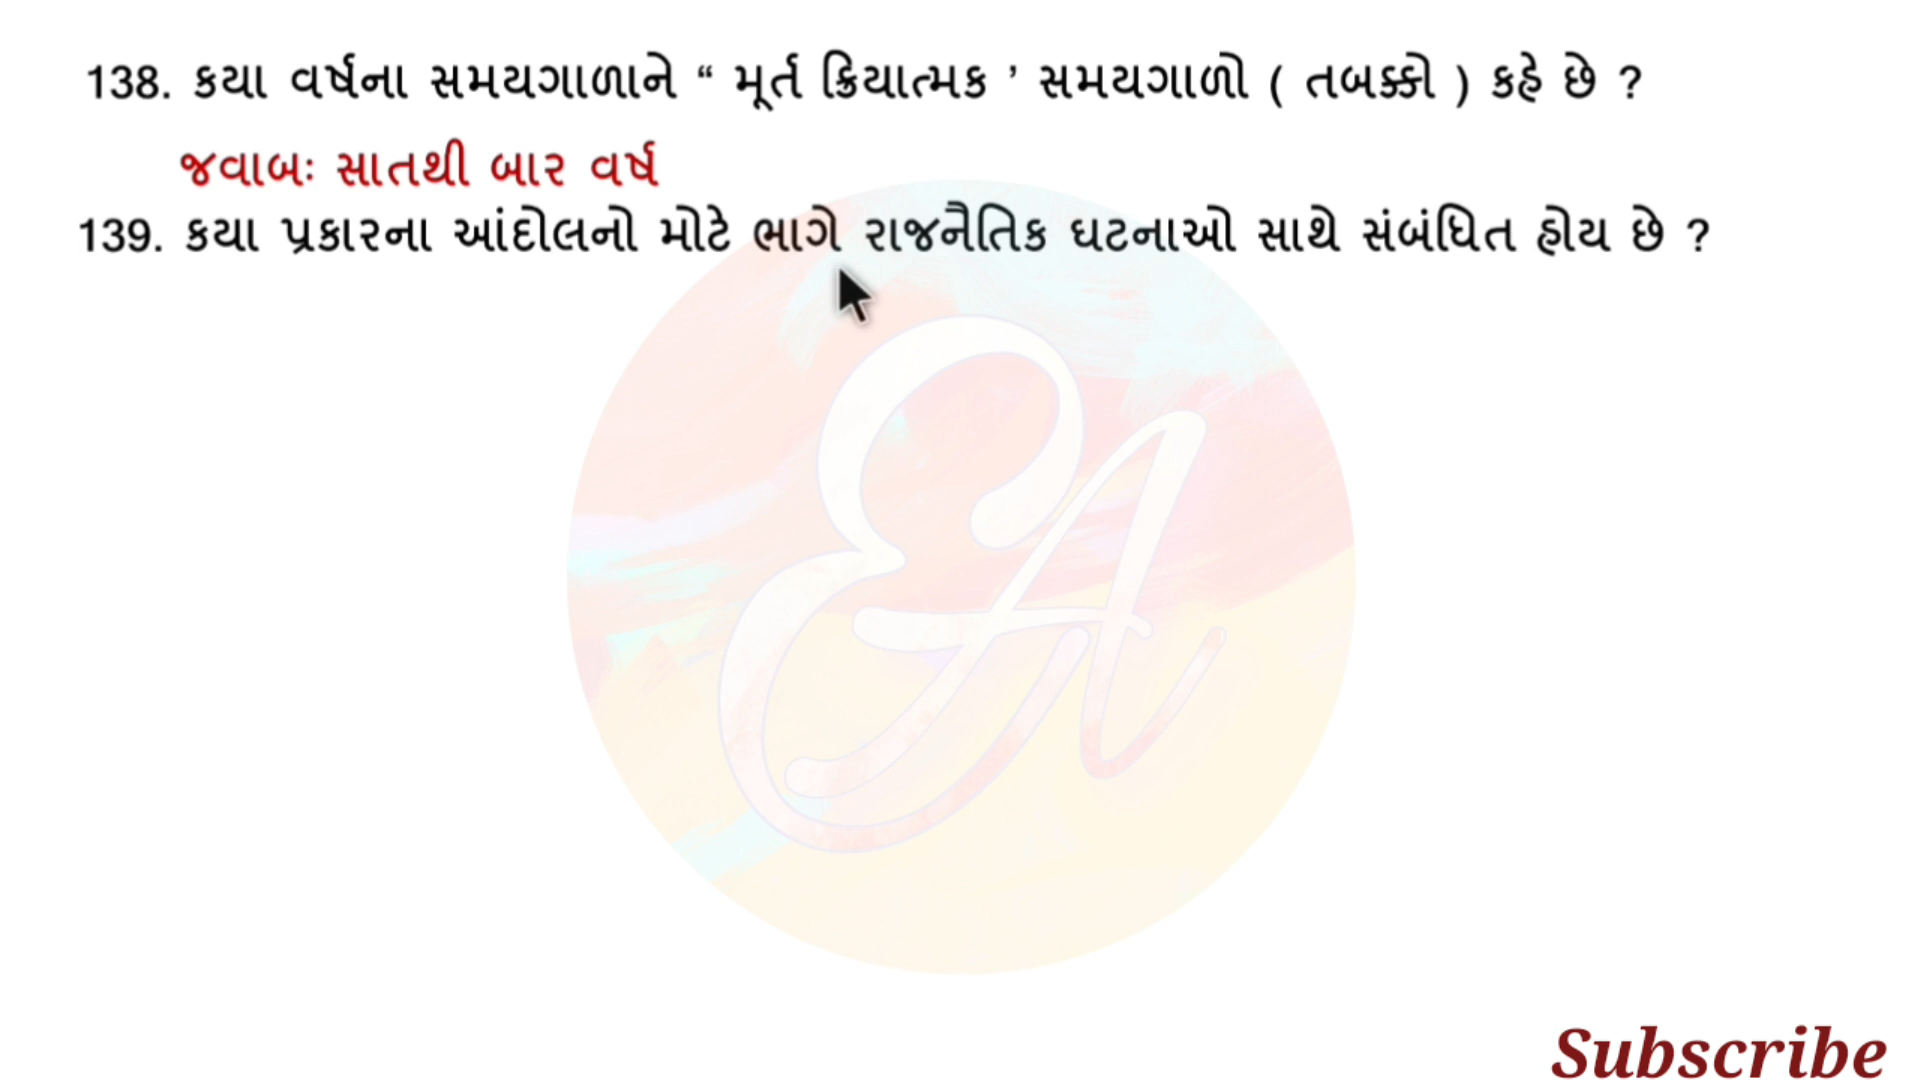 138. કયા વર્ષના સમયગાળાને “ મૂર્ત ક્રિયાત્મક ’ સમયગાળો ( તબક્કો ) કહે છે ?
જવાબઃ સાતથી બાર વર્ષ
139. કયા પ્રકારના આંદોલનો મોટે ભાગે રાજનૈતિક ઘટનાઓ સાથે સંબંધિત હોય છે ?
EA
Subscribe